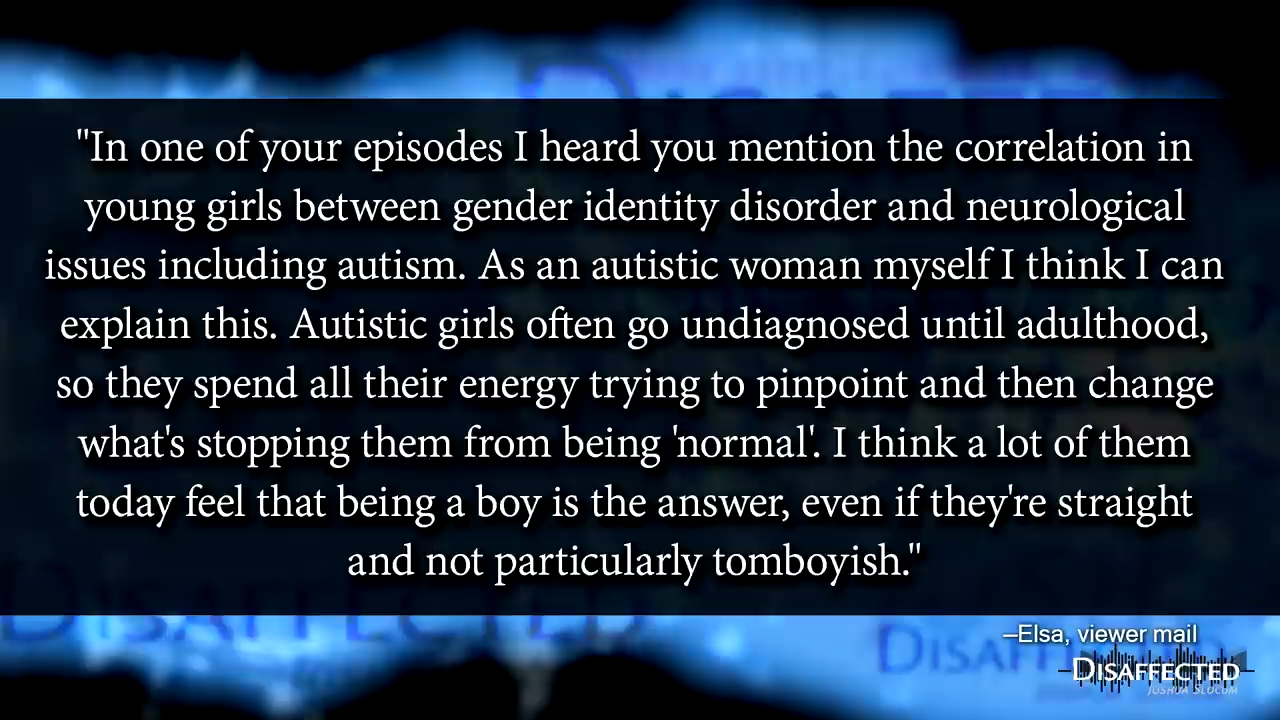 "In one of your episodes I heard you mention the correlation in
young girls between gender identity disorder and neurological
issues including autism. As an autistic woman myself I think I can
explain this. Autistic girls often go undiagnosed until adulthood,
so they spend all their energy trying to pinpoint and then change
what's stopping them from being 'normal'. I think a lot of them
today feel that being a boy is the answer, even if they're straight
and not particularly tomboyish."
–Elsa, viewer mail
DISAFFECTED
JOSHUA SLOCUM
DISAFFECTED
DISAFFE